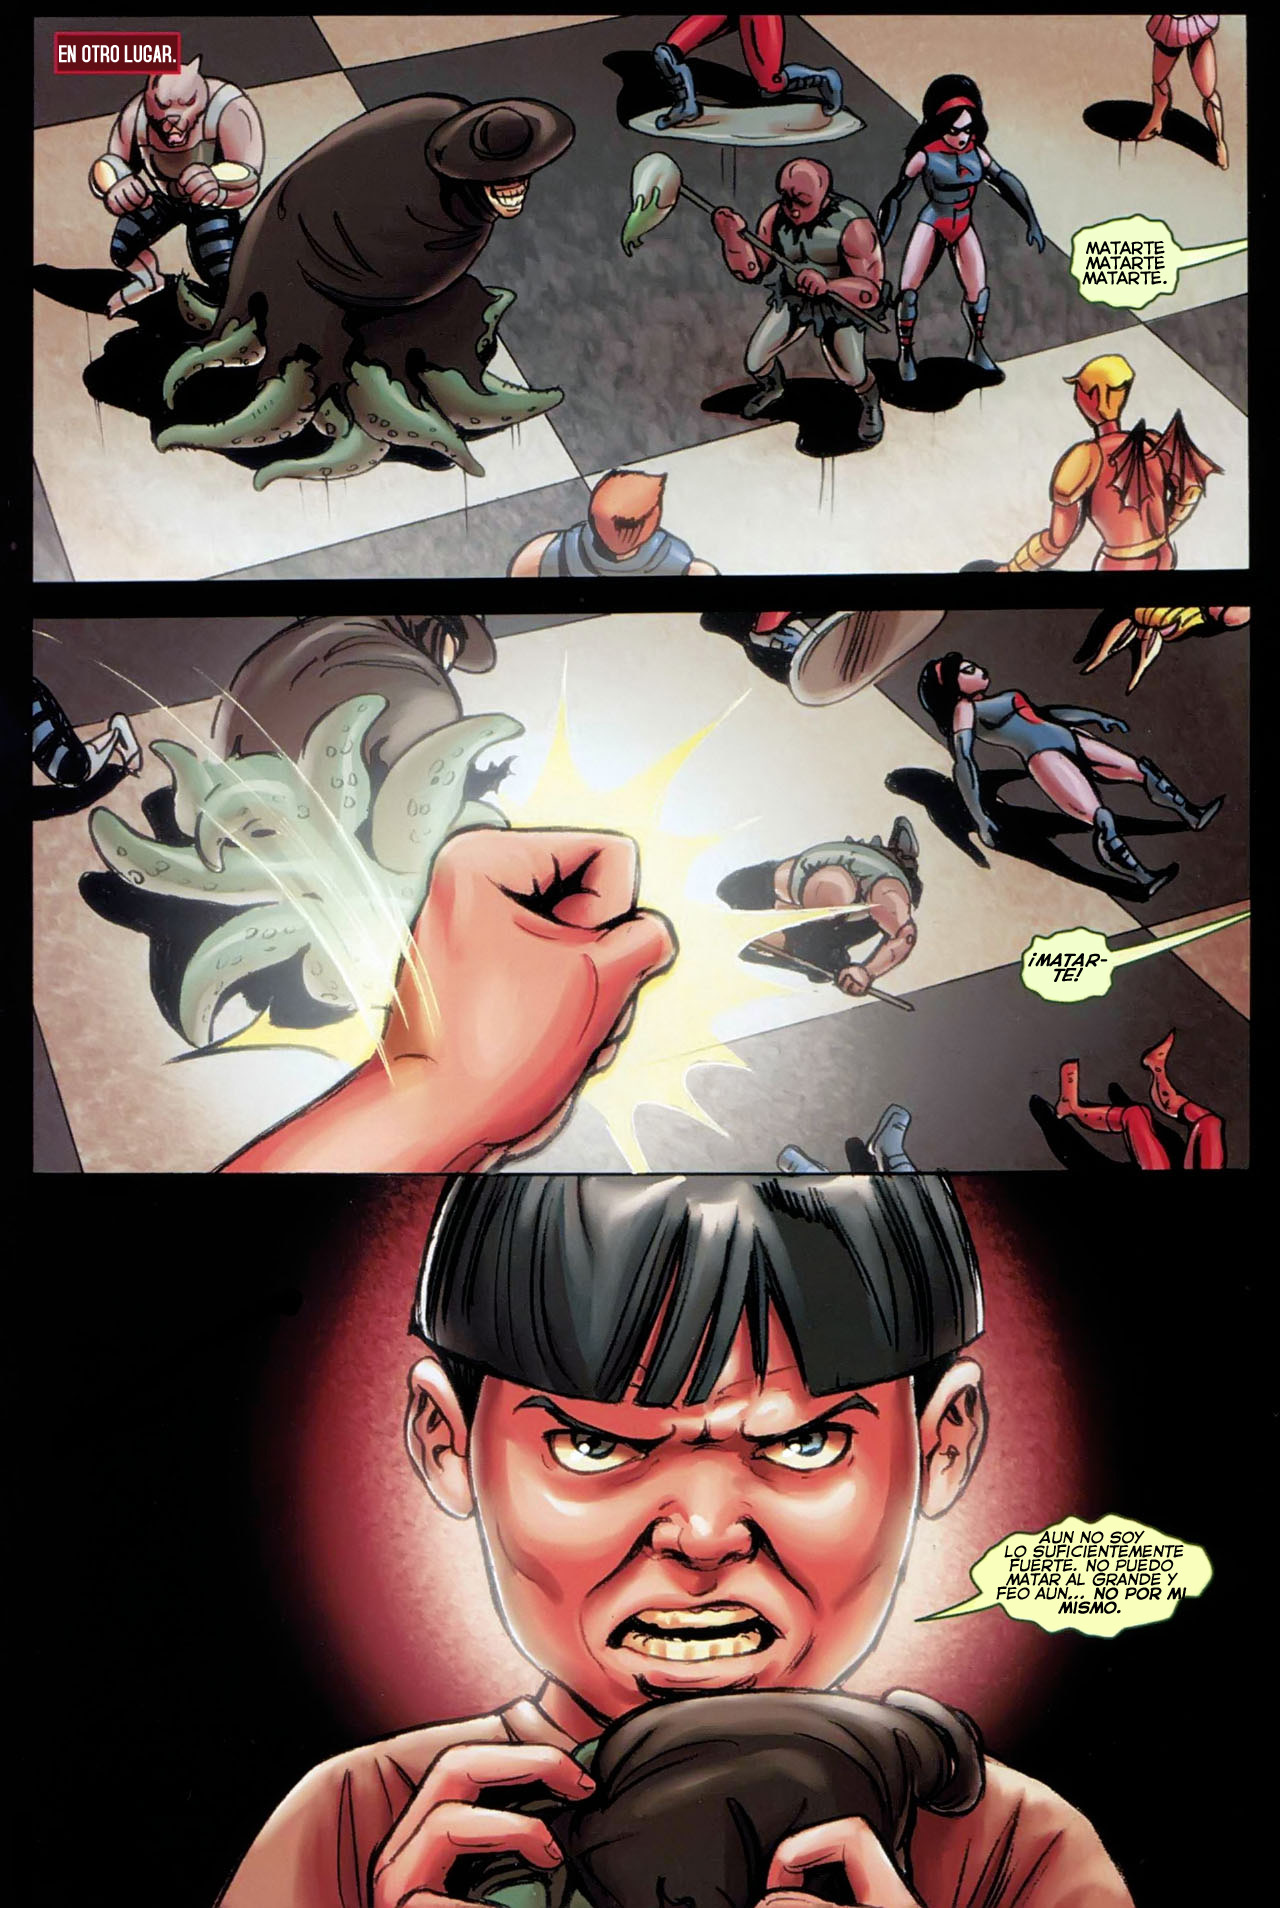 EN OTRO LUGAR.
MATARTE
MATARTE
MATARTE.
¡MATAR-
TE!
AUN NO SOY
LO SUFICIENTEMENTE
FUERTE. NO PUEDO
MATAR AL GRANDE Y
FEO AUN... NO POR MI
MISMO.